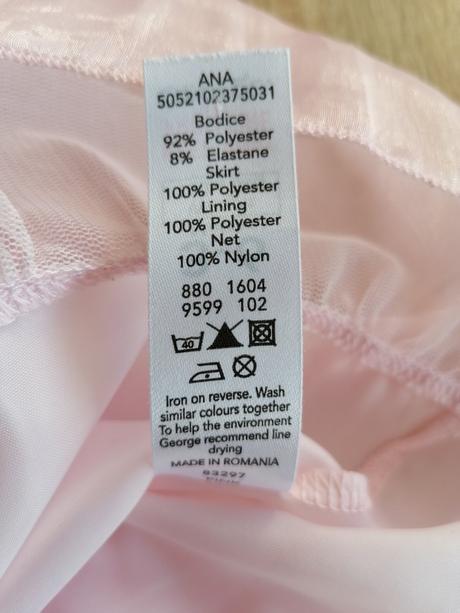 ANA
5052102375031
Bodice
92% Polyester
8% Elastane
Skirt
100% Polyester
Lining
100% Polyester
Net
100% Nylon
880 1604
9599 102
40
Iron on reverse. Wash
similar colours together
To help the environment
George recommend line
drying
MADE IN ROMANIA
83297